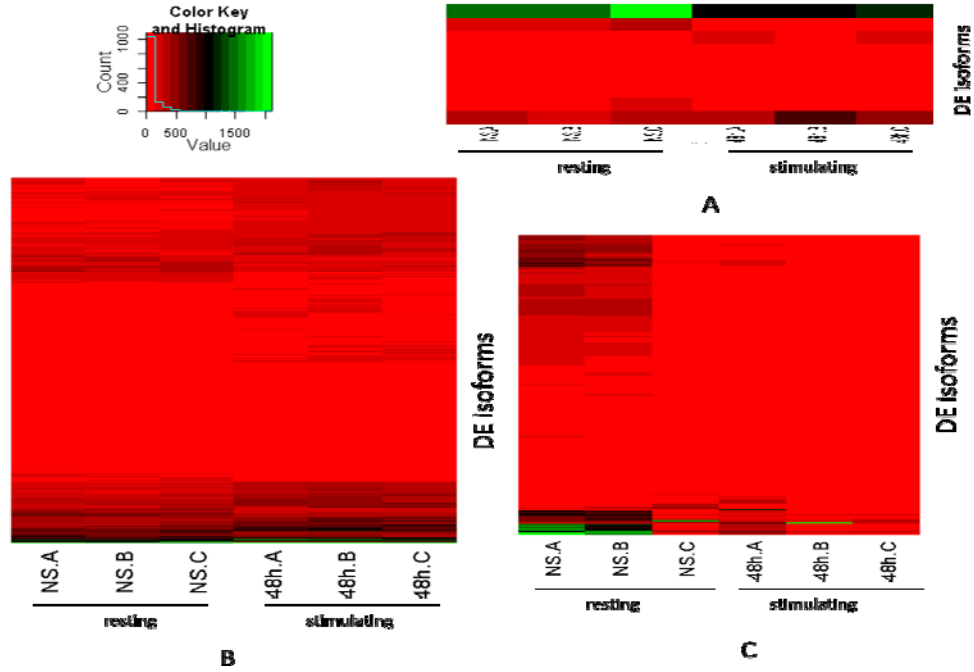 Color Key
and Histogram
Count
0 400 1000
0 500 1500
Value
DE isoforms
resting
stimulating
A
DE isoforms
NS.A NS.B NS.C 48h.A 48h.B 48h.C
resting
stimulating
B
DE isoforms
NS.A NS.B NS.C 48h.A 48h.B 48h.C
resting
stimulating
C